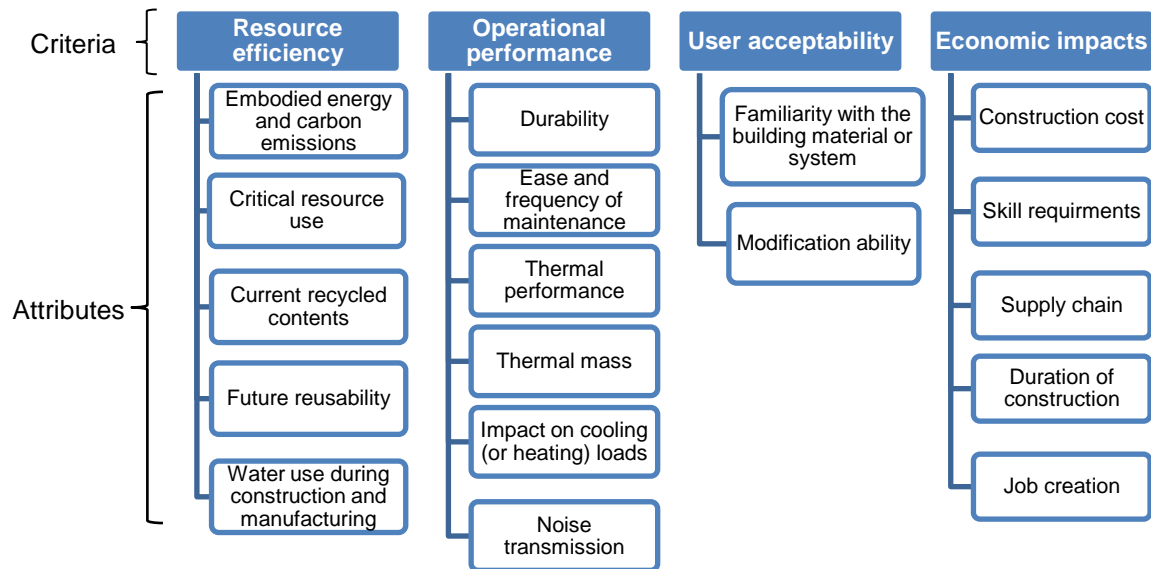 Criteria
Resource
efficiency
Operational
performance
User acceptability
Economic impacts
Attributes
Embodied energy
and carbon
emissions
Critical resource
use
Current recycled
contents
Future reusability
Water use during
construction and
manufacturing
Durability
Ease and
frequency of
maintenance
Thermal
performance
Thermal mass
Impact on cooling
(or heating) loads
Noise
transmission
Familiarity with the
building material or
system
Modification ability
Construction cost
Skill requirments
Supply chain
Duration of
construction
Job creation